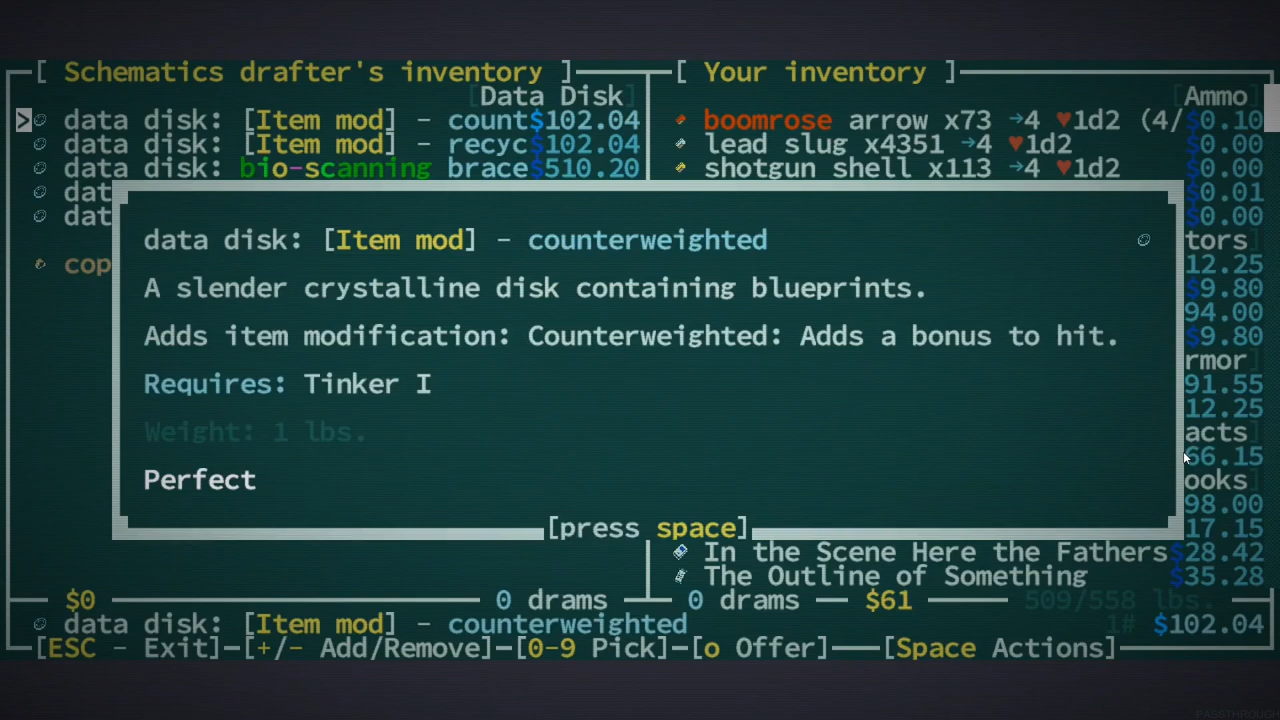 [ Schematics drafter's inventory ] [ Your inventory ]
[Data Disk] [Ammo]
> data disk: [Item mod] - count$102.04 boomrose arrow x73 →4 ♥1d2 (4/$0.10
data disk: [Item mod] - recyc$102.04 lead slug x4351 →4 ♥1d2 $0.00
data disk: bio-scanning brace$510.20 shotgun shell x113 →4 ♥1d2 $0.00
dat $0.01
dat $0.00
data disk: [Item mod] - counterweighted
tors]
cop 12.25
A slender crystalline disk containing blueprints.
$9.80
94.00
Adds item modification: Counterweighted: Adds a bonus to hit.
$9.80
rmor]
Requires: Tinker I
91.55
12.25
Weight: 1 lbs.
acts]
66.15
Perfect
ooks]
98.00
[press space]
17.15
In the Scene Here the Fathers$28.42
The Outline of Something $35.28
$0 0 drams 0 drams $61 509/558 lbs.
data disk: [Item mod] - counterweighted 1# $102.04
[ESC - Exit] [+/- Add/Remove] [0-9 Pick] [o Offer] [Space Actions]